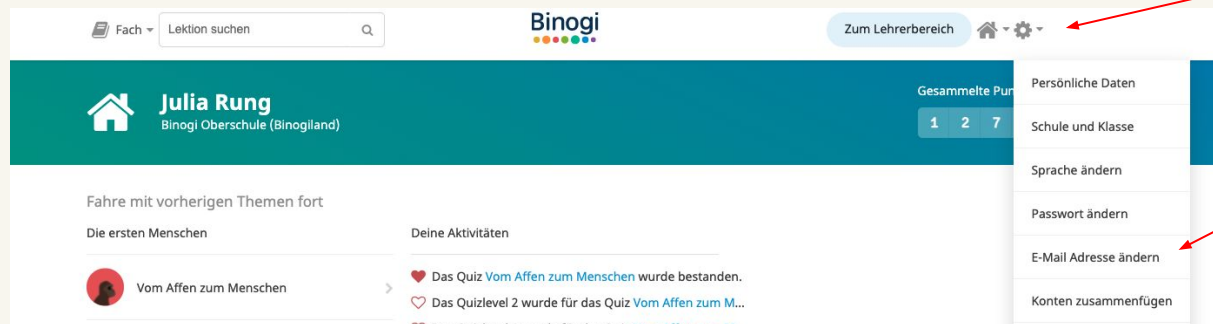 Fach
Lektion suchen
Binogi
Zum Lehrerbereich
Julia Rung
Binogi Oberschule (Binogiland)
Gesammelte Pun
1 2 7
Persönliche Daten
Schule und Klasse
Sprache ändern
Passwort ändern
E-Mail Adresse ändern
Konten zusammenfügen
Fahre mit vorherigen Themen fort
Die ersten Menschen
Deine Aktivitäten
Vom Affen zum Menschen
Das Quiz Vom Affen zum Menschen wurde bestanden.
Das Quizlevel 2 wurde für das Quiz Vom Affen zum M...